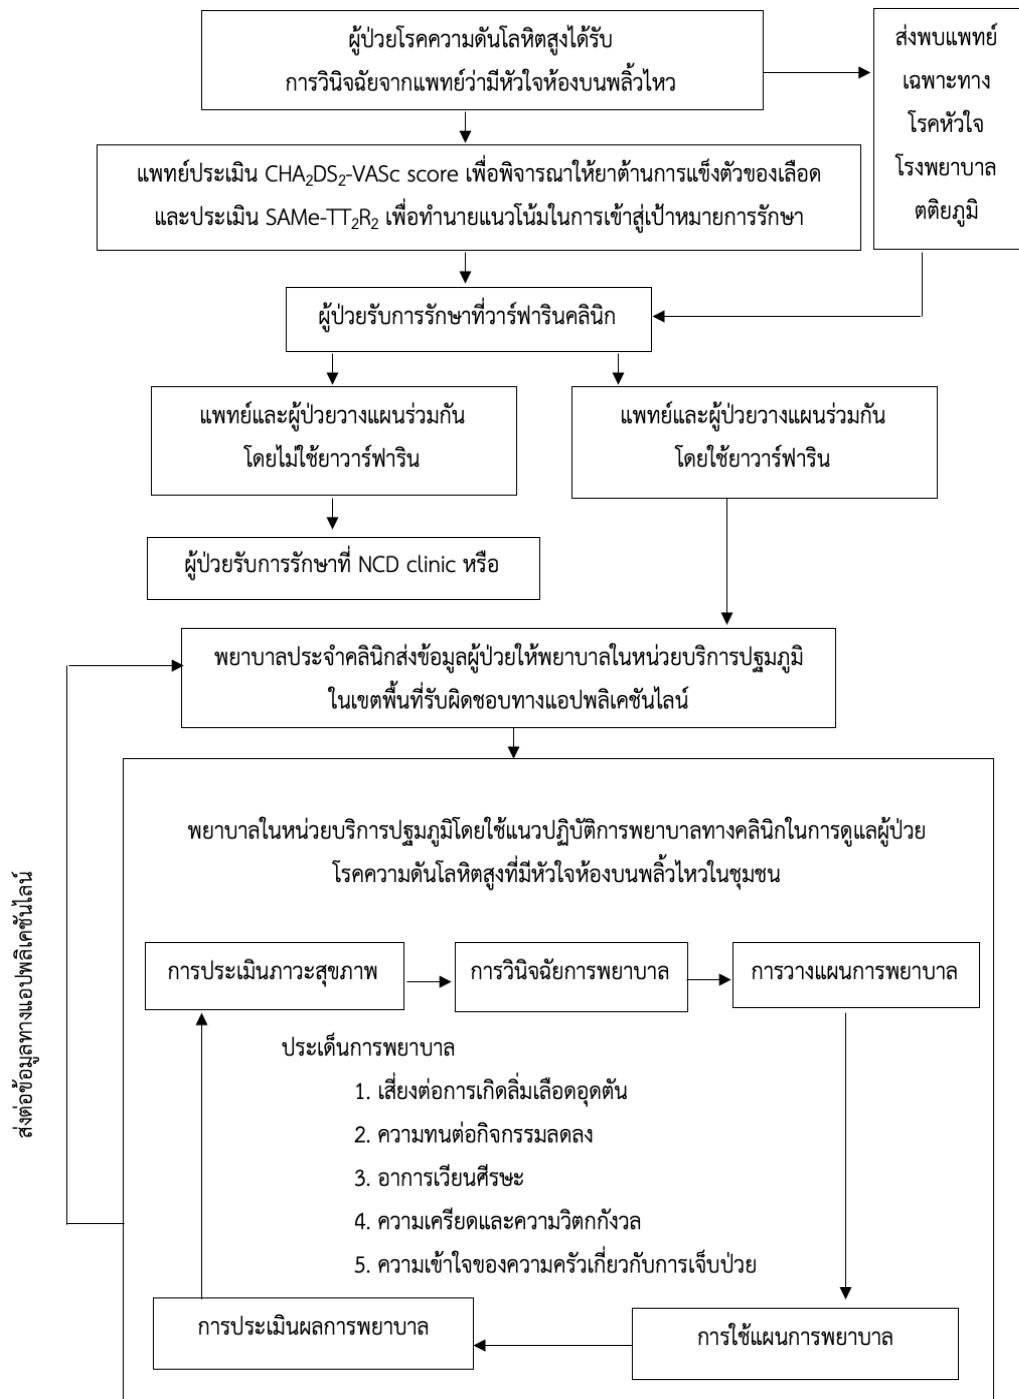 ผู้ป่วยโรคความดันโลหิตสูงได้รับ
การวินิจฉัยจากแพทย์ว่ามีหัวใจห้องบนพลิ้วไหว
ส่งพบแพทย์
เฉพาะทาง
โรคหัวใจ
โรงพยาบาล
ตติยภูมิ
แพทย์ประเมิน CHA₂DS₂-VASc score เพื่อพิจารณาให้ยาต้านการแข็งตัวของเลือด
และประเมิน SAMe-TT₂R₂ เพื่อทำนายแนวโน้มในการเข้าสู่เป้าหมายการรักษา
ผู้ป่วยรับการรักษาที่วาร์ฟารินคลินิก
แพทย์และผู้ป่วยวางแผนร่วมกัน
โดยไม่ใช้ยาวาร์ฟาริน
แพทย์และผู้ป่วยวางแผนร่วมกัน
โดยใช้ยาวาร์ฟาริน
ผู้ป่วยรับการรักษาที่ NCD clinic หรือ
พยาบาลประจำคลินิกส่งข้อมูลผู้ป่วยให้พยาบาลในหน่วยบริการปฐมภูมิ
ในเขตพื้นที่รับผิดชอบทางแอปพลิเคชันไลน์
ส่งต่อข้อมูลทางแอปพลิเคชันไลน์
พยาบาลในหน่วยบริการปฐมภูมิโดยใช้แนวปฏิบัติการพยาบาลทางคลินิกในการดูแลผู้ป่วย
โรคความดันโลหิตสูงที่มีหัวใจห้องบนพลิ้วไหวในชุมชน
การประเมินภาวะสุขภาพ
การวินิจฉัยการพยาบาล
การวางแผนการพยาบาล
ประเด็นการพยาบาล
1. เสี่ยงต่อการเกิดลิ่มเลือดอุดตัน
2. ความทนต่อกิจกรรมลดลง
3. อาการเวียนศีรษะ
4. ความเครียดและความวิตกกังวล
5. ความเข้าใจของความครัวเกี่ยวกับการเจ็บป่วย
การประเมินผลการพยาบาล
การใช้แผนการพยาบาล